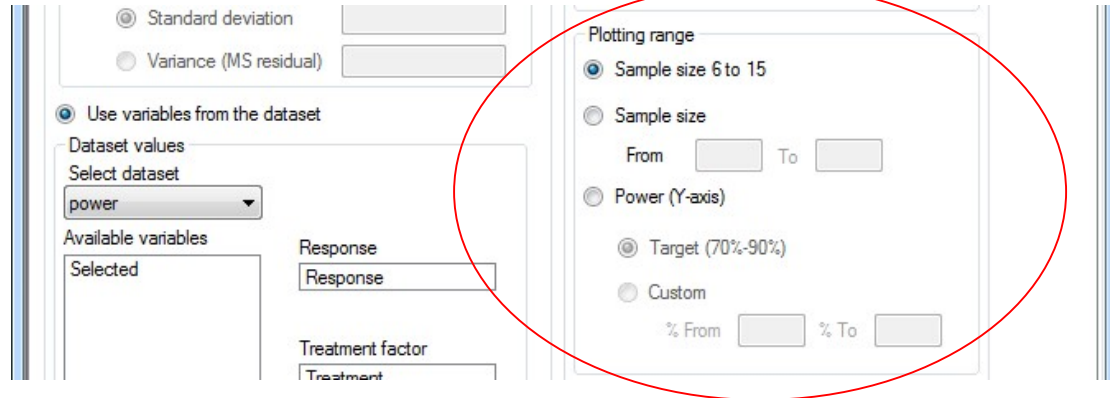 Standard deviation
Variance (MS residual)
Use variables from the dataset
Dataset values
Select dataset
power
Available variables
Selected
Response
Response
Treatment factor
Treatment
Plotting range
Sample size 6 to 15
Sample size
From To
Power (Y-axis)
Target (70%-90%)
Custom
% From % To